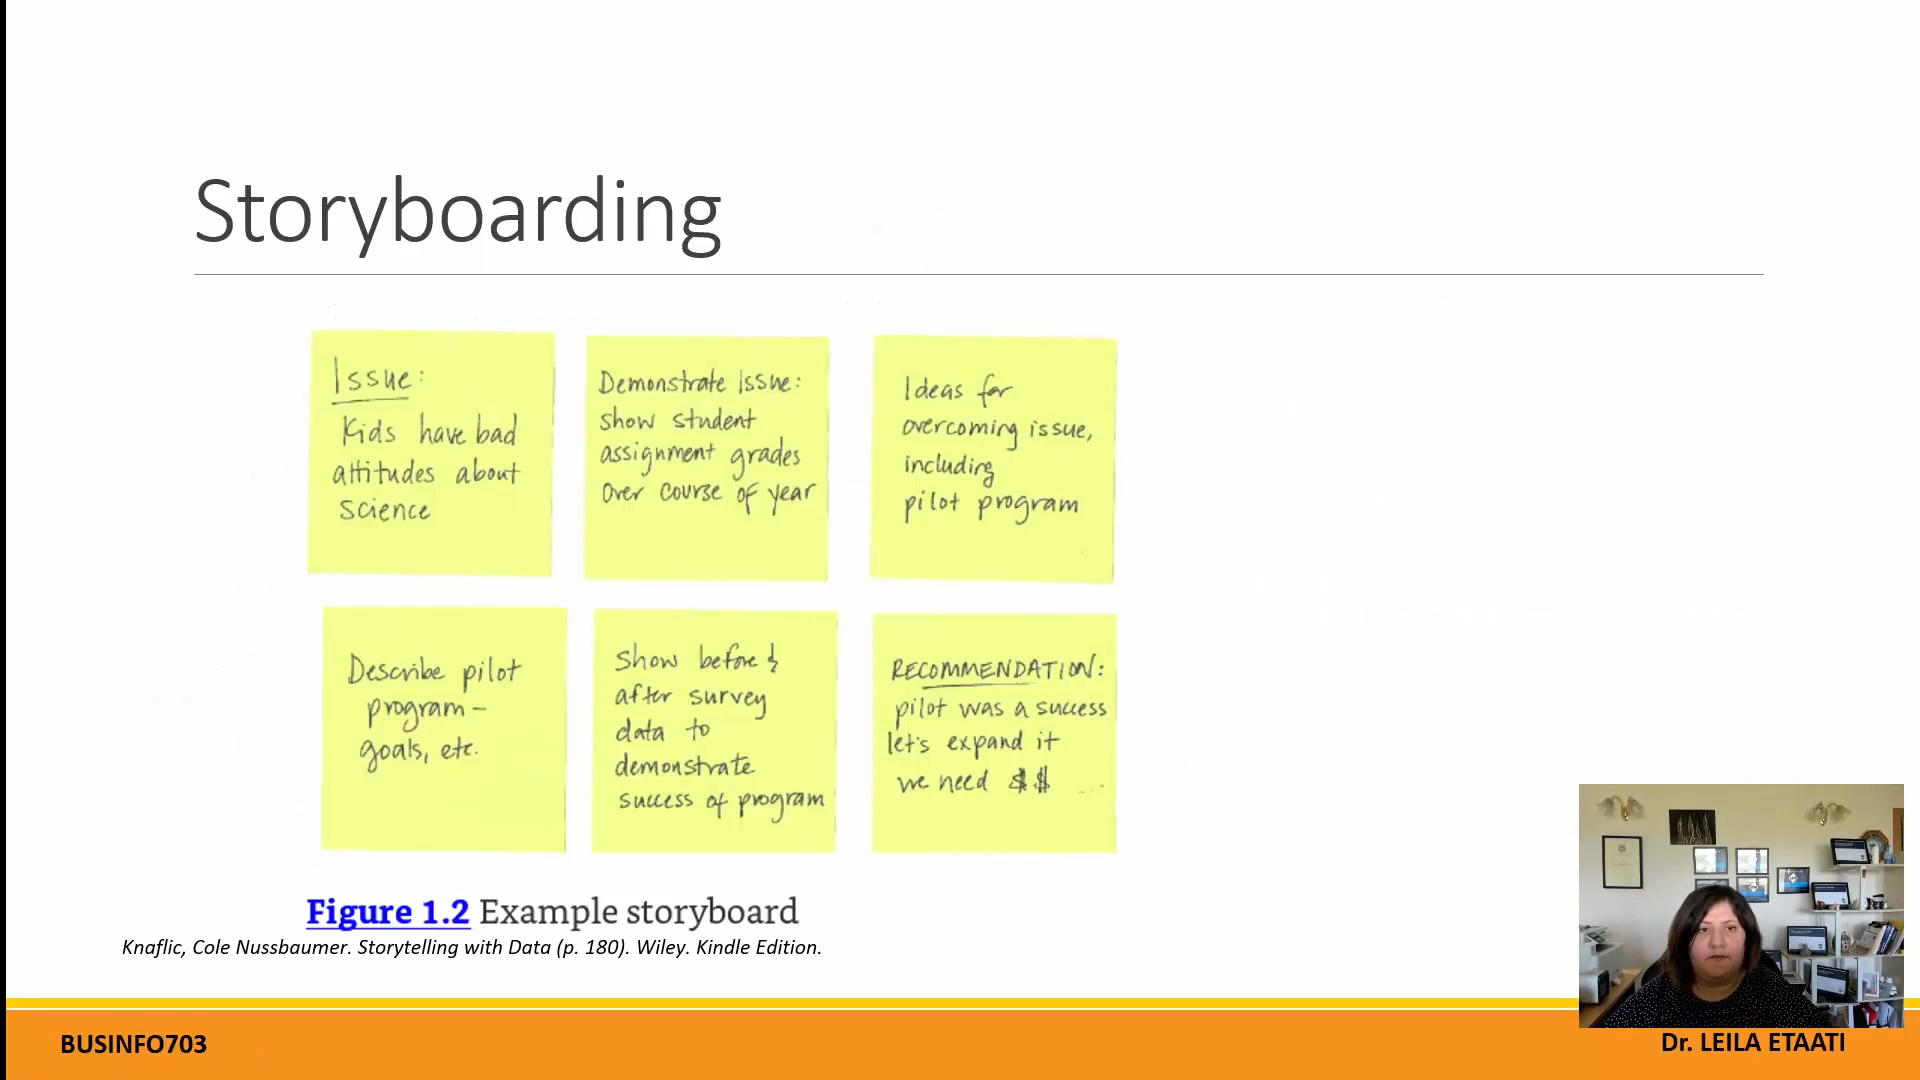 Storyboarding
Issue:
Kids have bad
attitudes about
science
Demonstrate issue:
show student
assignment grades
over course of year
Ideas for
overcoming issue,
including
pilot program
Describe pilot
program –
goals, etc.
Show before &
after survey
data to
demonstrate
success of program
RECOMMENDATION:
pilot was a success
let's expand it
we need $$
Figure 1.2 Example storyboard
Knaflic, Cole Nussbaumer. Storytelling with Data (p. 180). Wiley. Kindle Edition.
BUSINFO703
Dr. LEILA ETAATI